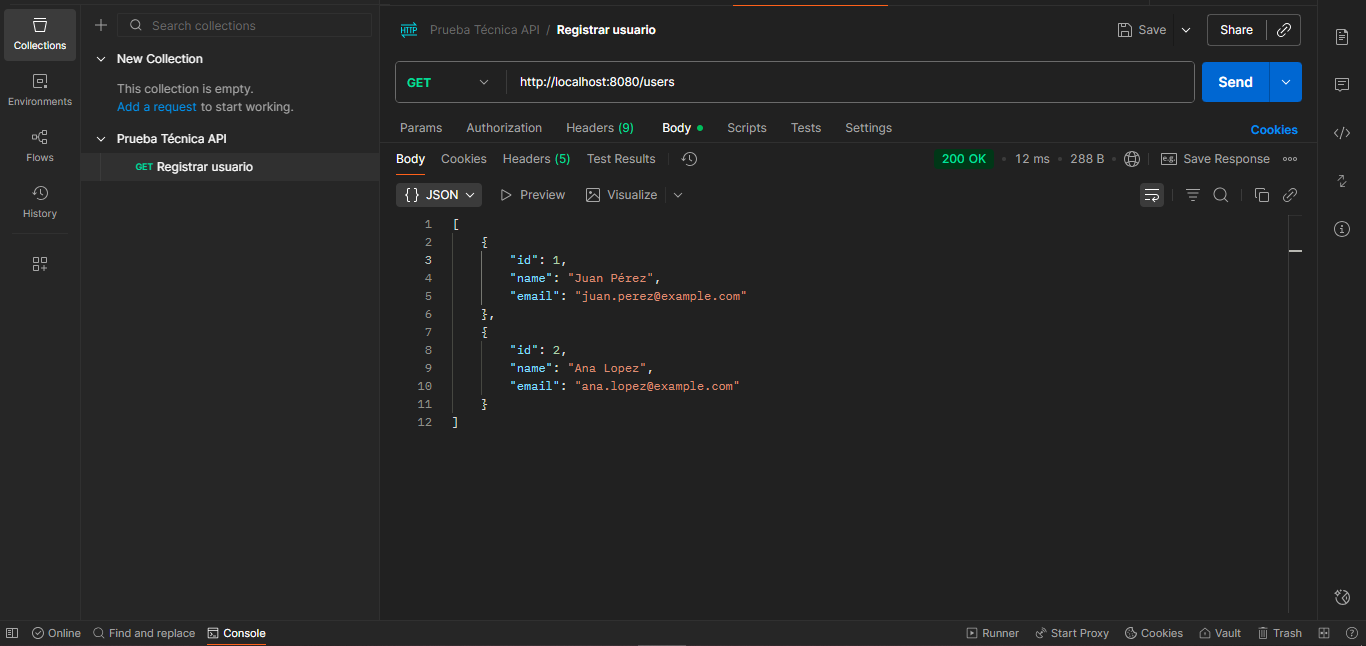 Collections
Environments
Flows
History
Search collections
New Collection
This collection is empty.
Add a request to start working.
Prueba Técnica API
GET Registrar usuario
HTTP Prueba Técnica API / Registrar usuario
Save
Share
GET http://localhost:8080/users
Send
Params Authorization Headers (9) Body Scripts Tests Settings
Cookies
Body Cookies Headers (5) Test Results
200 OK • 12 ms • 288 B • e.g. Save Response
{} JSON Preview Visualize
1 [
2 {
3 "id": 1,
4 "name": "Juan Pérez",
5 "email": "juan.perez@example.com"
6 },
7 {
8 "id": 2,
9 "name": "Ana Lopez",
10 "email": "ana.lopez@example.com"
11 }
12 ]
Online Find and replace Console
Runner Start Proxy Cookies Vault Trash